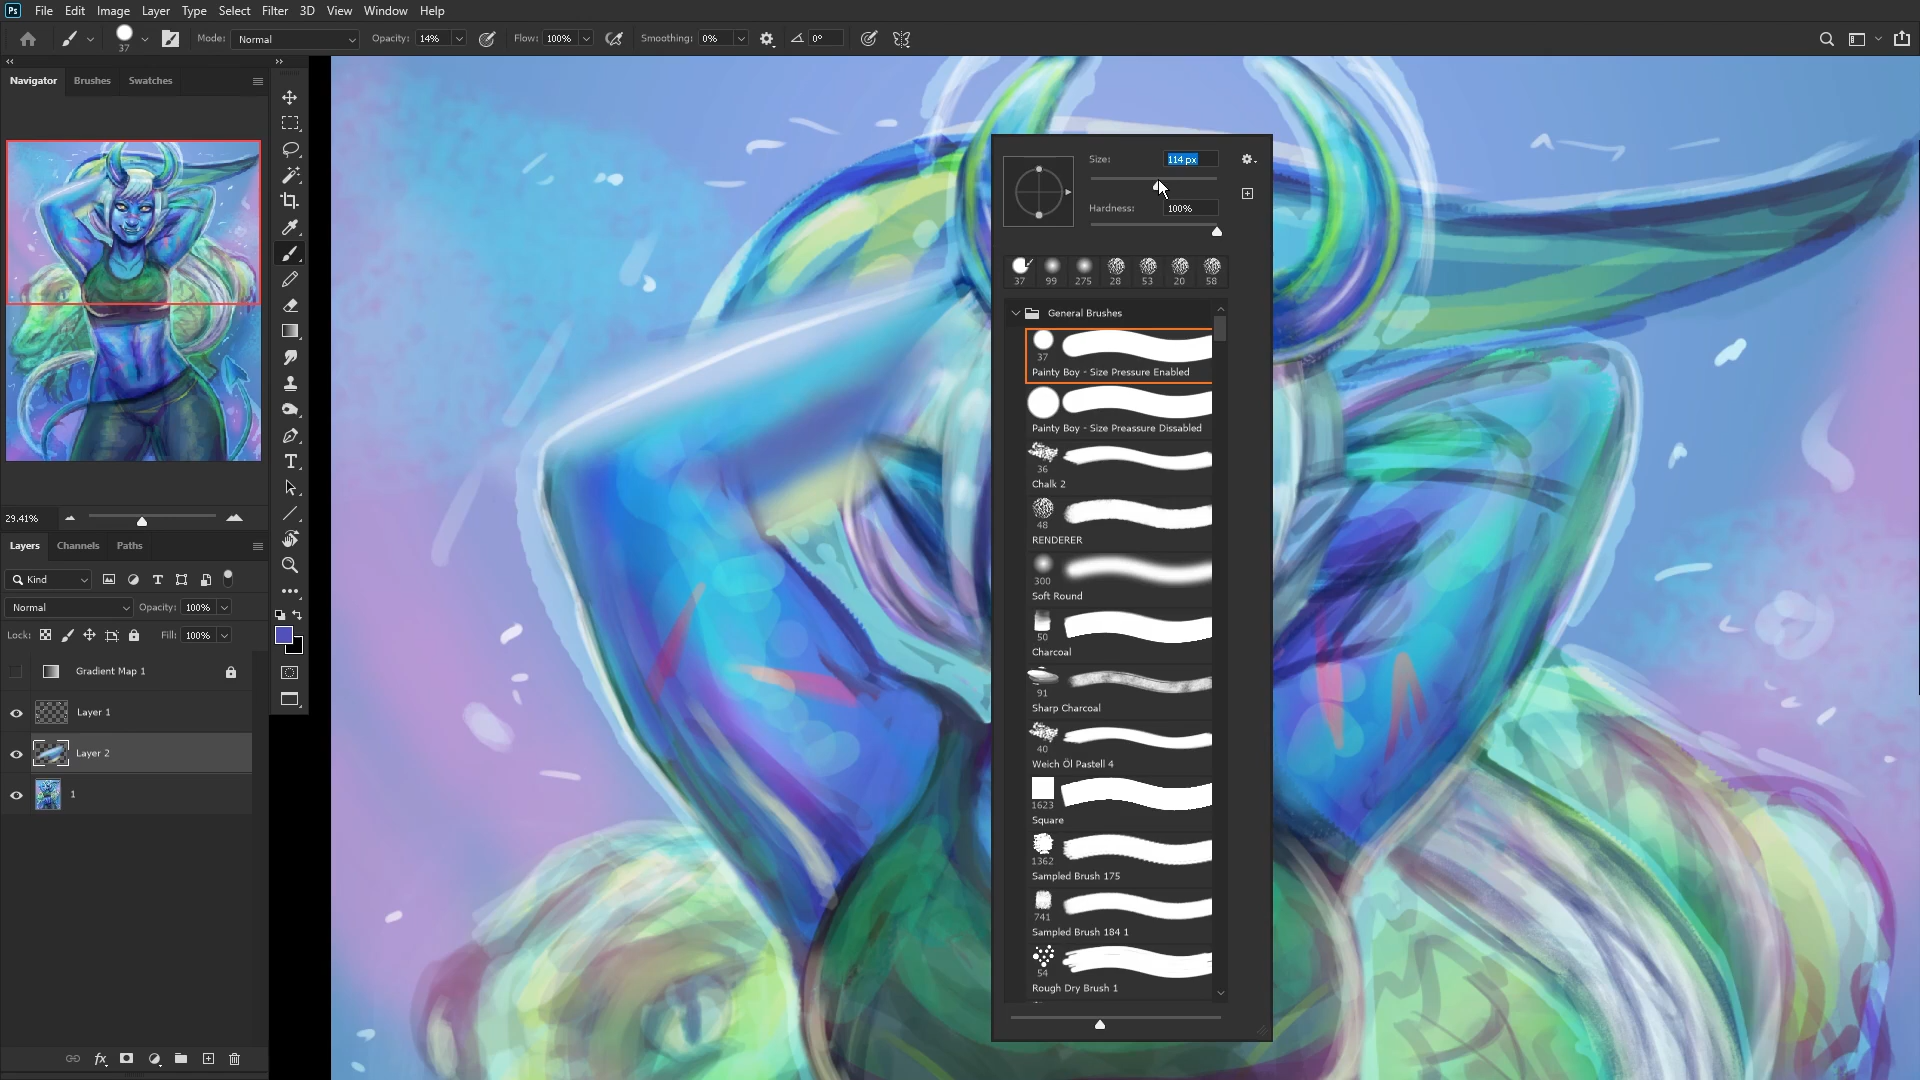 Ps File Edit Image Layer Type Select Filter 3D View Window Help
37 Mode: Normal Opacity: 14% Flow: 100% Smoothing: 0% 0°
Navigator Brushes Swatches
29.41%
Layers Channels Paths
Kind
Normal Opacity: 100%
Lock: Fill: 100%
Gradient Map 1
Layer 1
Layer 2
1
fx
Size: 114 px
Hardness: 100%
37 99 275 28 53 20 58
General Brushes
37
Painty Boy - Size Pressure Enabled
Painty Boy - Size Preassure Dissabled
36
Chalk 2
48
RENDERER
300
Soft Round
50
Charcoal
91
Sharp Charcoal
40
Weich Öl Pastell 4
1623
Square
1362
Sampled Brush 175
741
Sampled Brush 184 1
54
Rough Dry Brush 1